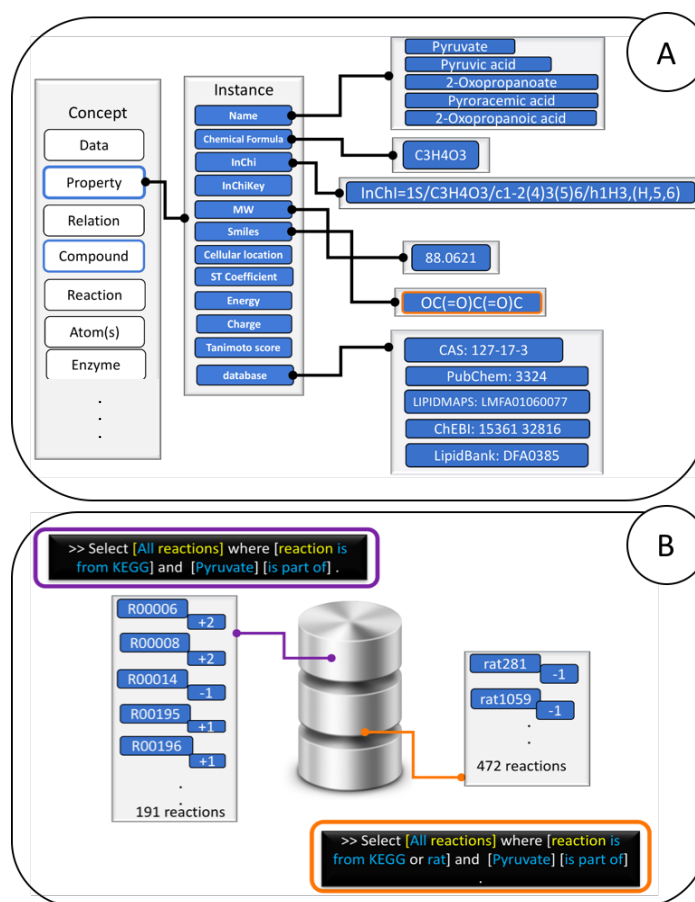 A
Concept
Data
Property
Relation
Compound
Reaction
Atom(s)
Enzyme
.
.
.
Instance
Name
Chemical Formula
InChi
InChiKey
MW
Smiles
Cellular location
ST Coefficient
Energy
Charge
Tanimoto score
database
Pyruvate
Pyruvic acid
2-Oxopropanoate
Pyroracemic acid
2-Oxopropanoic acid
C3H4O3
InChI=1S/C3H4O3/c1-2(4)3(5)6/h1H3,(H,5,6)
88.0621
OC(=O)C(=O)C
CAS: 127-17-3
PubChem: 3324
LIPIDMAPS: LMFA01060077
ChEBI: 15361 32816
LipidBank: DFA0385
B
>> Select [All reactions] where [reaction is
from KEGG] and [Pyruvate] [is part of] .
R00006
+2
R00008
+2
R00014
-1
R00195
+1
R00196
+1
.
.
191 reactions
rat281
-1
rat1059
-1
.
.
472 reactions
>> Select [All reactions] where [reaction is
from KEGG or rat] and [Pyruvate] [is part of]
.